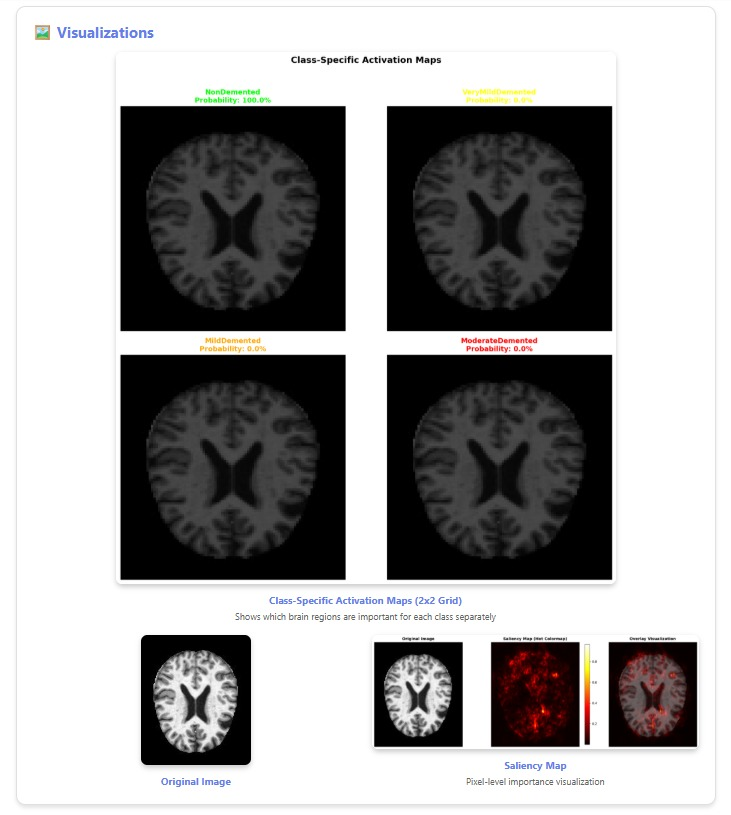 Visualizations
Class-Specific Activation Maps
NonDemented
Probability: 100.0%
VeryMildDemented
Probability: 0.0%
MildDemented
Probability: 0.0%
ModerateDemented
Probability: 0.0%
Class-Specific Activation Maps (2x2 Grid)
Shows which brain regions are important for each class separately
Original Image
Original Image
Saliency Map (Hot Colormap)
0.8
0.6
0.4
0.2
Overlay Visualization
Saliency Map
Pixel-level importance visualization